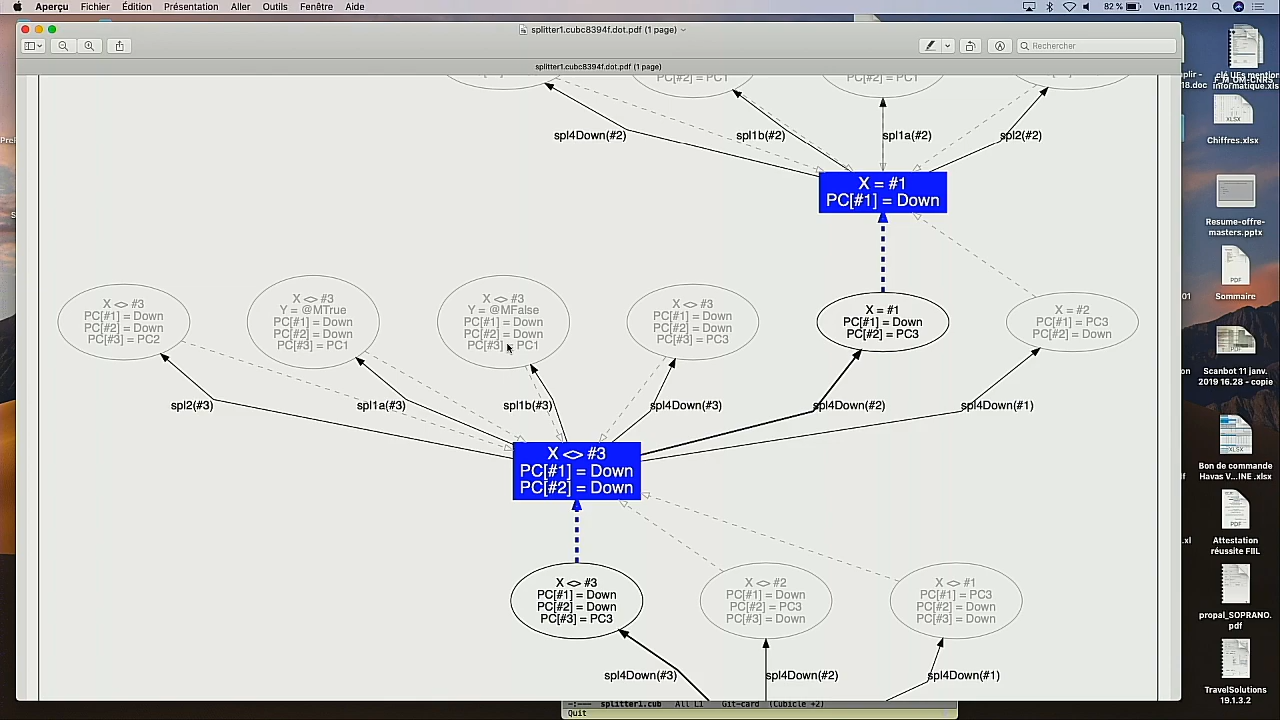 Aperçu Fichier Édition Présentation Aller Outils Fenêtre Aide
82 % Ven. 11:22
splitter1.cubc8394f.dot.pdf (1 page)
Rechercher
splitter1.cubc8394f.dot.pdf (1 page)
PC[#2] = PC1
PC[#2] = PC1
spl4Down(#2)
spl1b(#2)
spl1a(#2)
spl2(#2)
X = #1
PC[#1] = Down
X <> #3
PC[#1] = Down
PC[#2] = Down
PC[#3] = PC2
X <> #3
Y = @MTrue
PC[#1] = Down
PC[#2] = Down
PC[#3] = PC1
X <> #3
Y = @MFalse
PC[#1] = Down
PC[#2] = Down
PC[#3] = PC1
X <> #3
PC[#1] = Down
PC[#2] = Down
PC[#3] = PC3
X = #1
PC[#1] = Down
PC[#2] = PC3
X = #2
PC[#1] = PC3
PC[#2] = Down
spl2(#3)
spl1a(#3)
spl1b(#3)
spl4Down(#3)
spl4Down(#2)
spl4Down(#1)
X <> #3
PC[#1] = Down
PC[#2] = Down
X <> #3
PC[#1] = Down
PC[#2] = Down
PC[#3] = PC3
X <> #2
PC[#1] = Down
PC[#2] = PC3
PC[#3] = Down
X <> #1
PC[#1] = PC3
PC[#2] = Down
PC[#3] = Down
spl4Down(#3)
spl4Down(#2)
spl4Down(#1)
-:--- splitter1.cub All L1 Git-card (Cubicle +2)
Quit
informatique.xls
Chiffres.xlsx
Resume-offre-
masters.pptx
Sommaire
Scanbot 11 janv.
2019 16.28 - copie
Bon de commande
Havas V...INE .xlsx
Attestation
réussite FIIL
propal_SOPRANO.
pdf
TravelSolutions
19.1.3.2